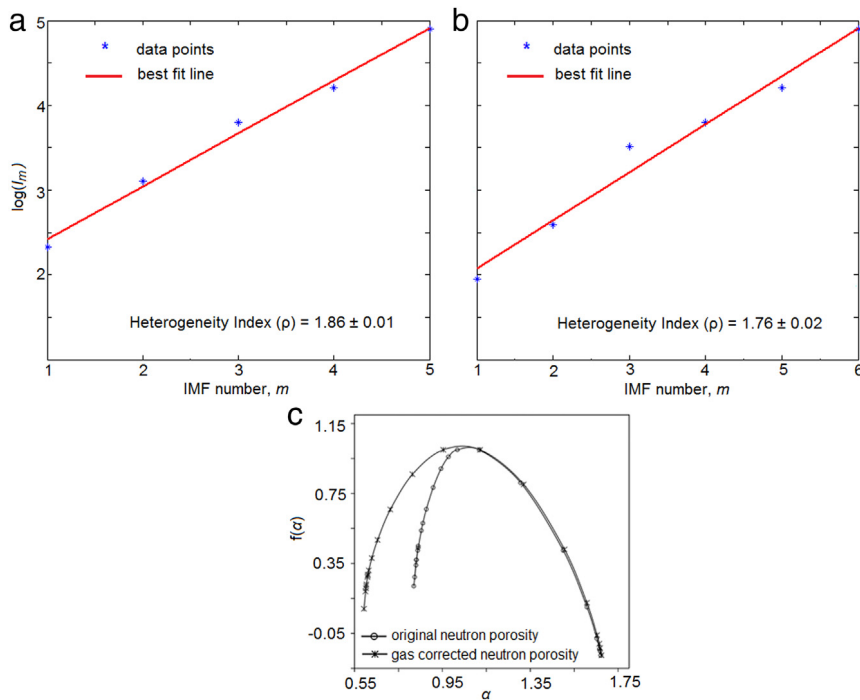 a
5
4
3
2
log(Im)
* data points
best fit line
Heterogeneity Index (ρ) = 1.86 ± 0.01
1 2 3 4 5
IMF number, m
b
* data points
best fit line
Heterogeneity Index (ρ) = 1.76 ± 0.02
1 2 3 4 5 6
IMF number, m
c
1.15
0.75
0.35
-0.05
f(α)
original neutron porosity
gas corrected neutron porosity
0.55 0.95 1.35 1.75
α